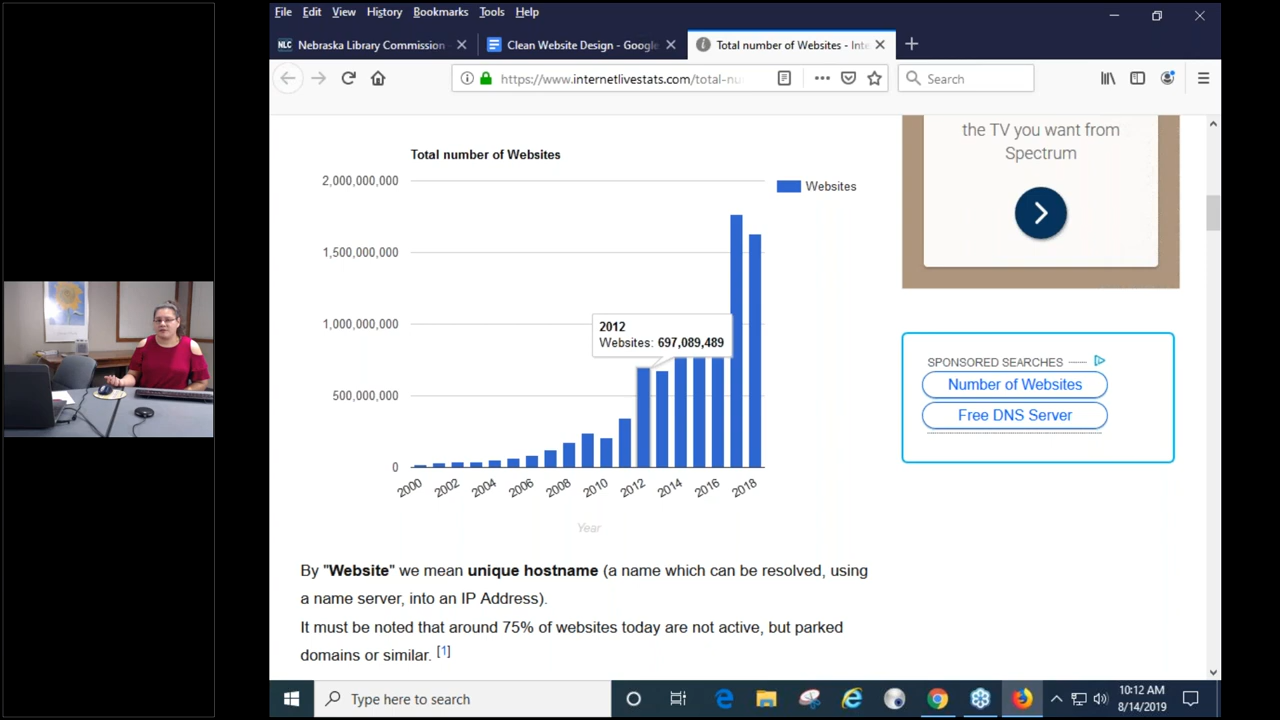 File Edit View History Bookmarks Tools Help
NLC Nebraska Library Commission
Clean Website Design - Google
Total number of Websites - Inte
https://www.internetlivestats.com/total-nu
Search
the TV you want from
Spectrum
Total number of Websites
2,000,000,000
1,500,000,000
1,000,000,000
500,000,000
0
Websites
2012
Websites: 697,089,489
2000 2002 2004 2006 2008 2010 2012 2014 2016 2018
Year
SPONSORED SEARCHES
Number of Websites
Free DNS Server
By "Website" we mean unique hostname (a name which can be resolved, using
a name server, into an IP Address).
It must be noted that around 75% of websites today are not active, but parked
domains or similar. [1]
Type here to search
10:12 AM
8/14/2019